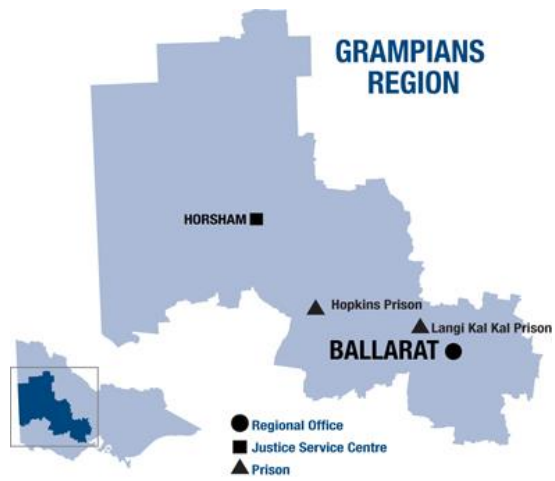 GRAMPIANS
REGION
HORSHAM
Hopkins Prison
Langi Kal Kal Prison
BALLARAT
Regional Office
Justice Service Centre
Prison